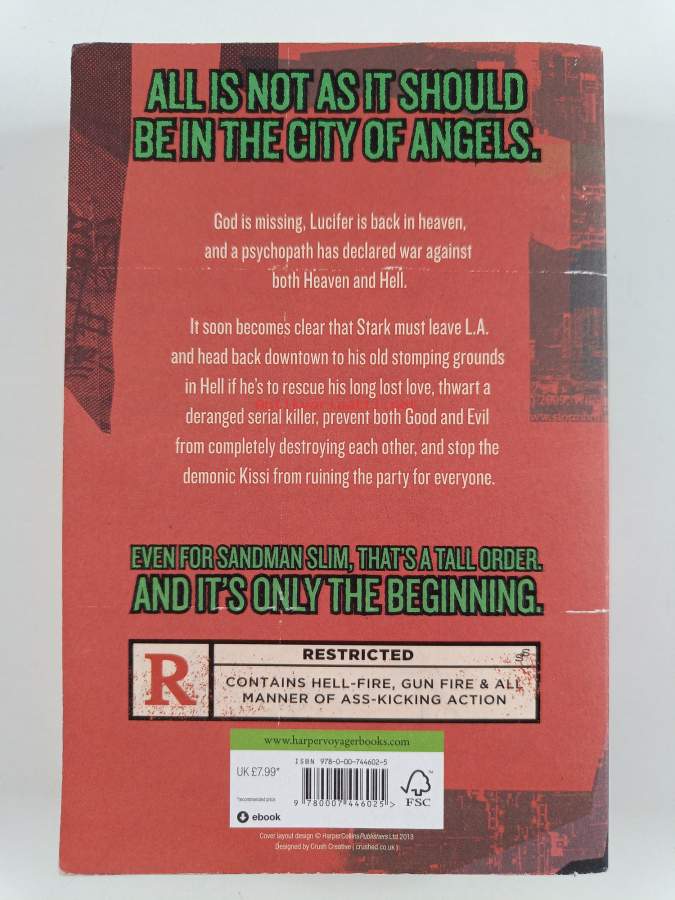 ALL IS NOT AS IT SHOULD
BE IN THE CITY OF ANGELS.
God is missing, Lucifer is back in heaven,
and a psychopath has declared war against
both Heaven and Hell.
It soon becomes clear that Stark must leave L.A.
and head back downtown to his old stomping grounds
in Hell if he's to rescue his long lost love, thwart a
deranged serial killer, prevent both Good and Evil
from completely destroying each other, and stop the
demonic Kissi from ruining the party for everyone.
EVEN FOR SANDMAN SLIM, THAT'S A TALL ORDER.
AND IT'S ONLY THE BEGINNING.
R
RESTRICTED
CONTAINS HELL-FIRE, GUN FIRE & ALL
MANNER OF ASS-KICKING ACTION
www.harpervoyagerbooks.com
ISBN 978-0-00-744602-5
UK £7.99*
*recommended price
9 780007 446025 >
FSC™
ebook
Cover layout design © HarperCollinsPublishers Ltd 2013
Designed by Crush Creative ( crushed.co.uk )